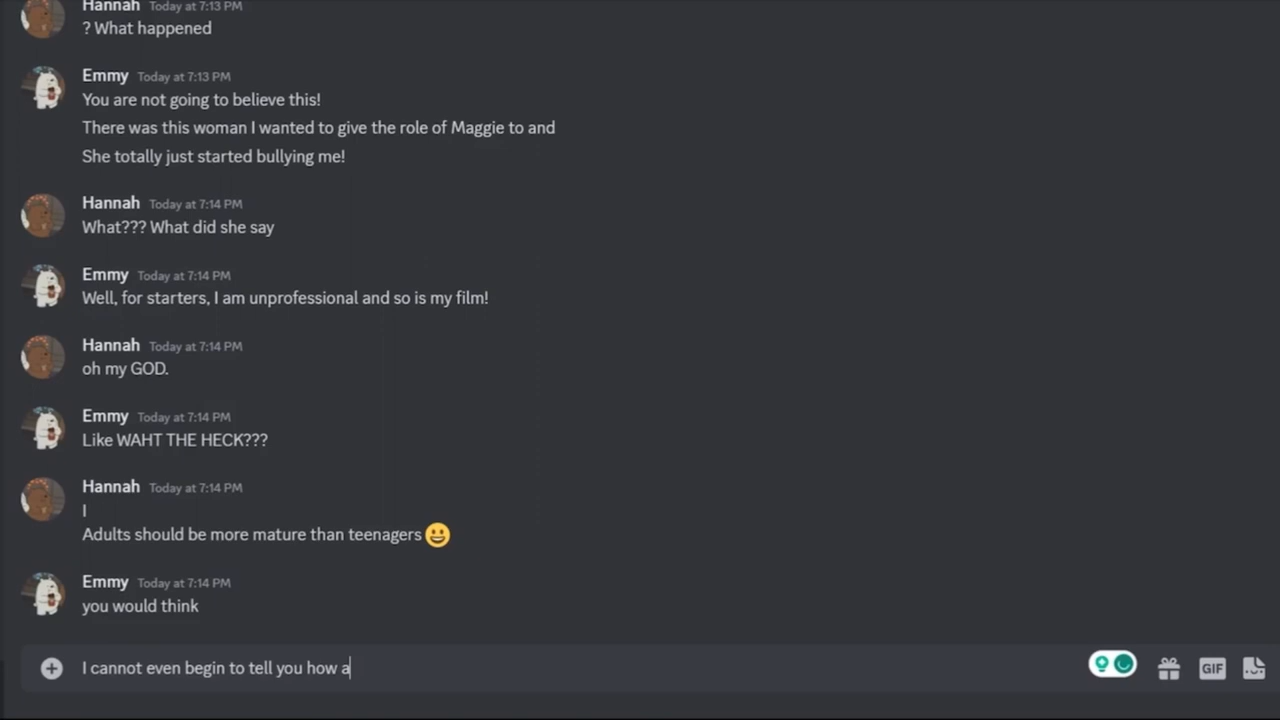 Hannah Today at 7:13 PM
? What happened
Emmy Today at 7:13 PM
You are not going to believe this!
There was this woman I wanted to give the role of Maggie to and
She totally just started bullying me!
Hannah Today at 7:14 PM
What??? What did she say
Emmy Today at 7:14 PM
Well, for starters, I am unprofessional and so is my film!
Hannah Today at 7:14 PM
oh my GOD.
Emmy Today at 7:14 PM
Like WAHT THE HECK???
Hannah Today at 7:14 PM
I
Adults should be more mature than teenagers
Emmy Today at 7:14 PM
you would think
I cannot even begin to tell you how a
GIF